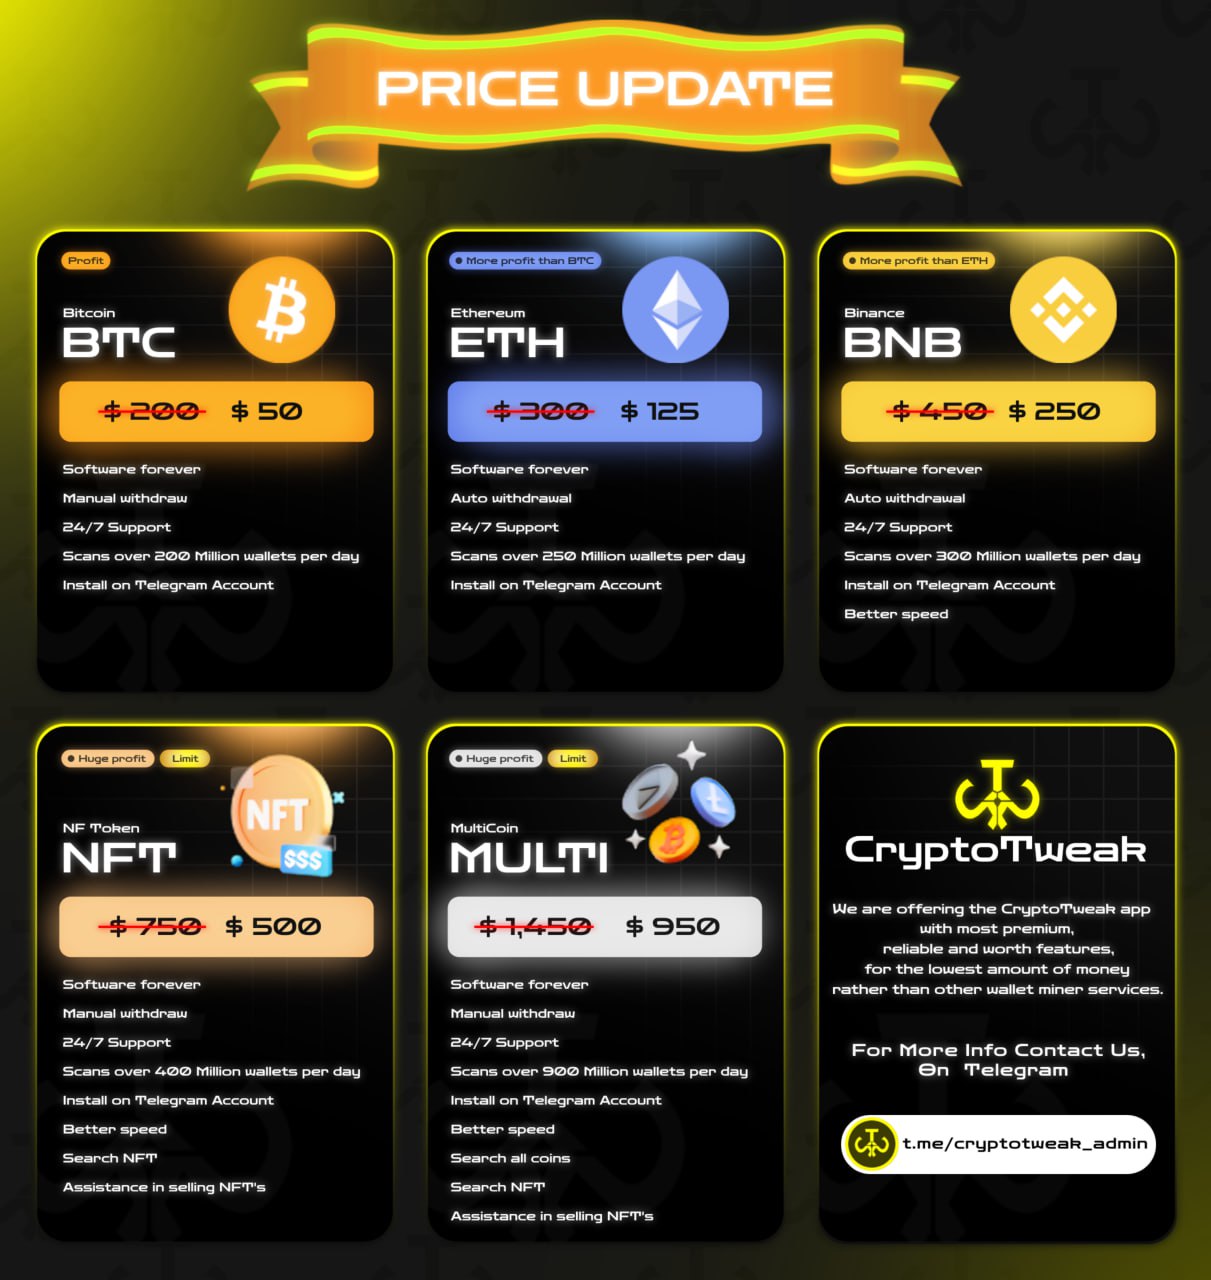 PRICE UPDATE
Profit
Bitcoin
BTC
$ 200 $ 50
Software forever
Manual withdraw
24/7 Support
Scans over 200 Million wallets per day
Install on Telegram Account
More profit than BTC
Ethereum
ETH
$ 300 $ 125
Software forever
Auto withdrawal
24/7 Support
Scans over 250 Million wallets per day
Install on Telegram Account
More profit than ETH
Binance
BNB
$ 450 $ 250
Software forever
Auto withdrawal
24/7 Support
Scans over 300 Million wallets per day
Install on Telegram Account
Better speed
Huge profit Limit
NFT
$$$
NF Token
NFT
$ 750 $ 500
Software forever
Manual withdraw
24/7 Support
Scans over 400 Million wallets per day
Install on Telegram Account
Better speed
Search NFT
Assistance in selling NFT's
Huge profit Limit
MultiCoin
MULTI
$ 1,450 $ 950
Software forever
Manual withdraw
24/7 Support
Scans over 900 Million wallets per day
Install on Telegram Account
Better speed
Search all coins
Search NFT
Assistance in selling NFT's
CryptoTweak
We are offering the CryptoTweak app
with most premium,
reliable and worth features,
for the lowest amount of money
rather than other wallet miner services.
For More Info Contact Us,
On Telegram
t.me/cryptotweak_admin